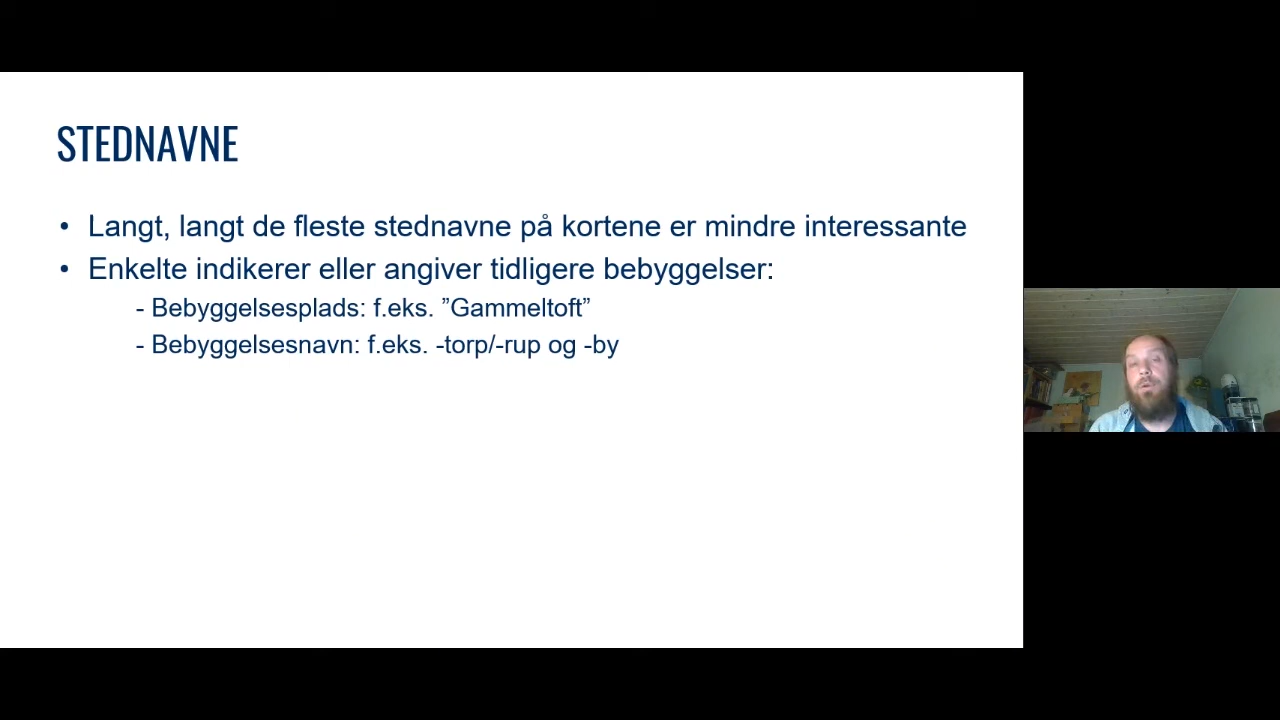 STEDNAVNE
• Langt, langt de fleste stednavne på kortene er mindre interessante
• Enkelte indikerer eller angiver tidligere bebyggelser:
- Bebyggelsesplads: f.eks. ”Gammeltoft”
- Bebyggelsesnavn: f.eks. -torp/-rup og -by